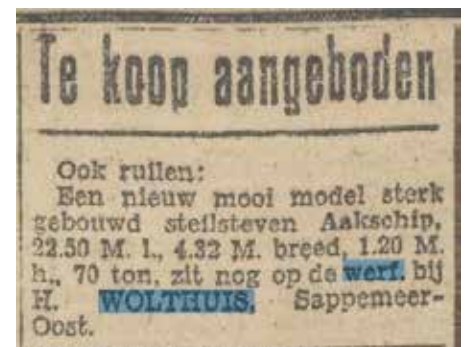 Te koop aangeboden
Ook ruilen:
Een nieuw mooi model sterk
gebouwd steilsteven Aakschip,
22.50 M. l., 4.32 M. breed, 1.20 M.
h., 70 ton, zit nog op de werf. bij
H. WOLTHUIS, Sappemeer-
Oost.